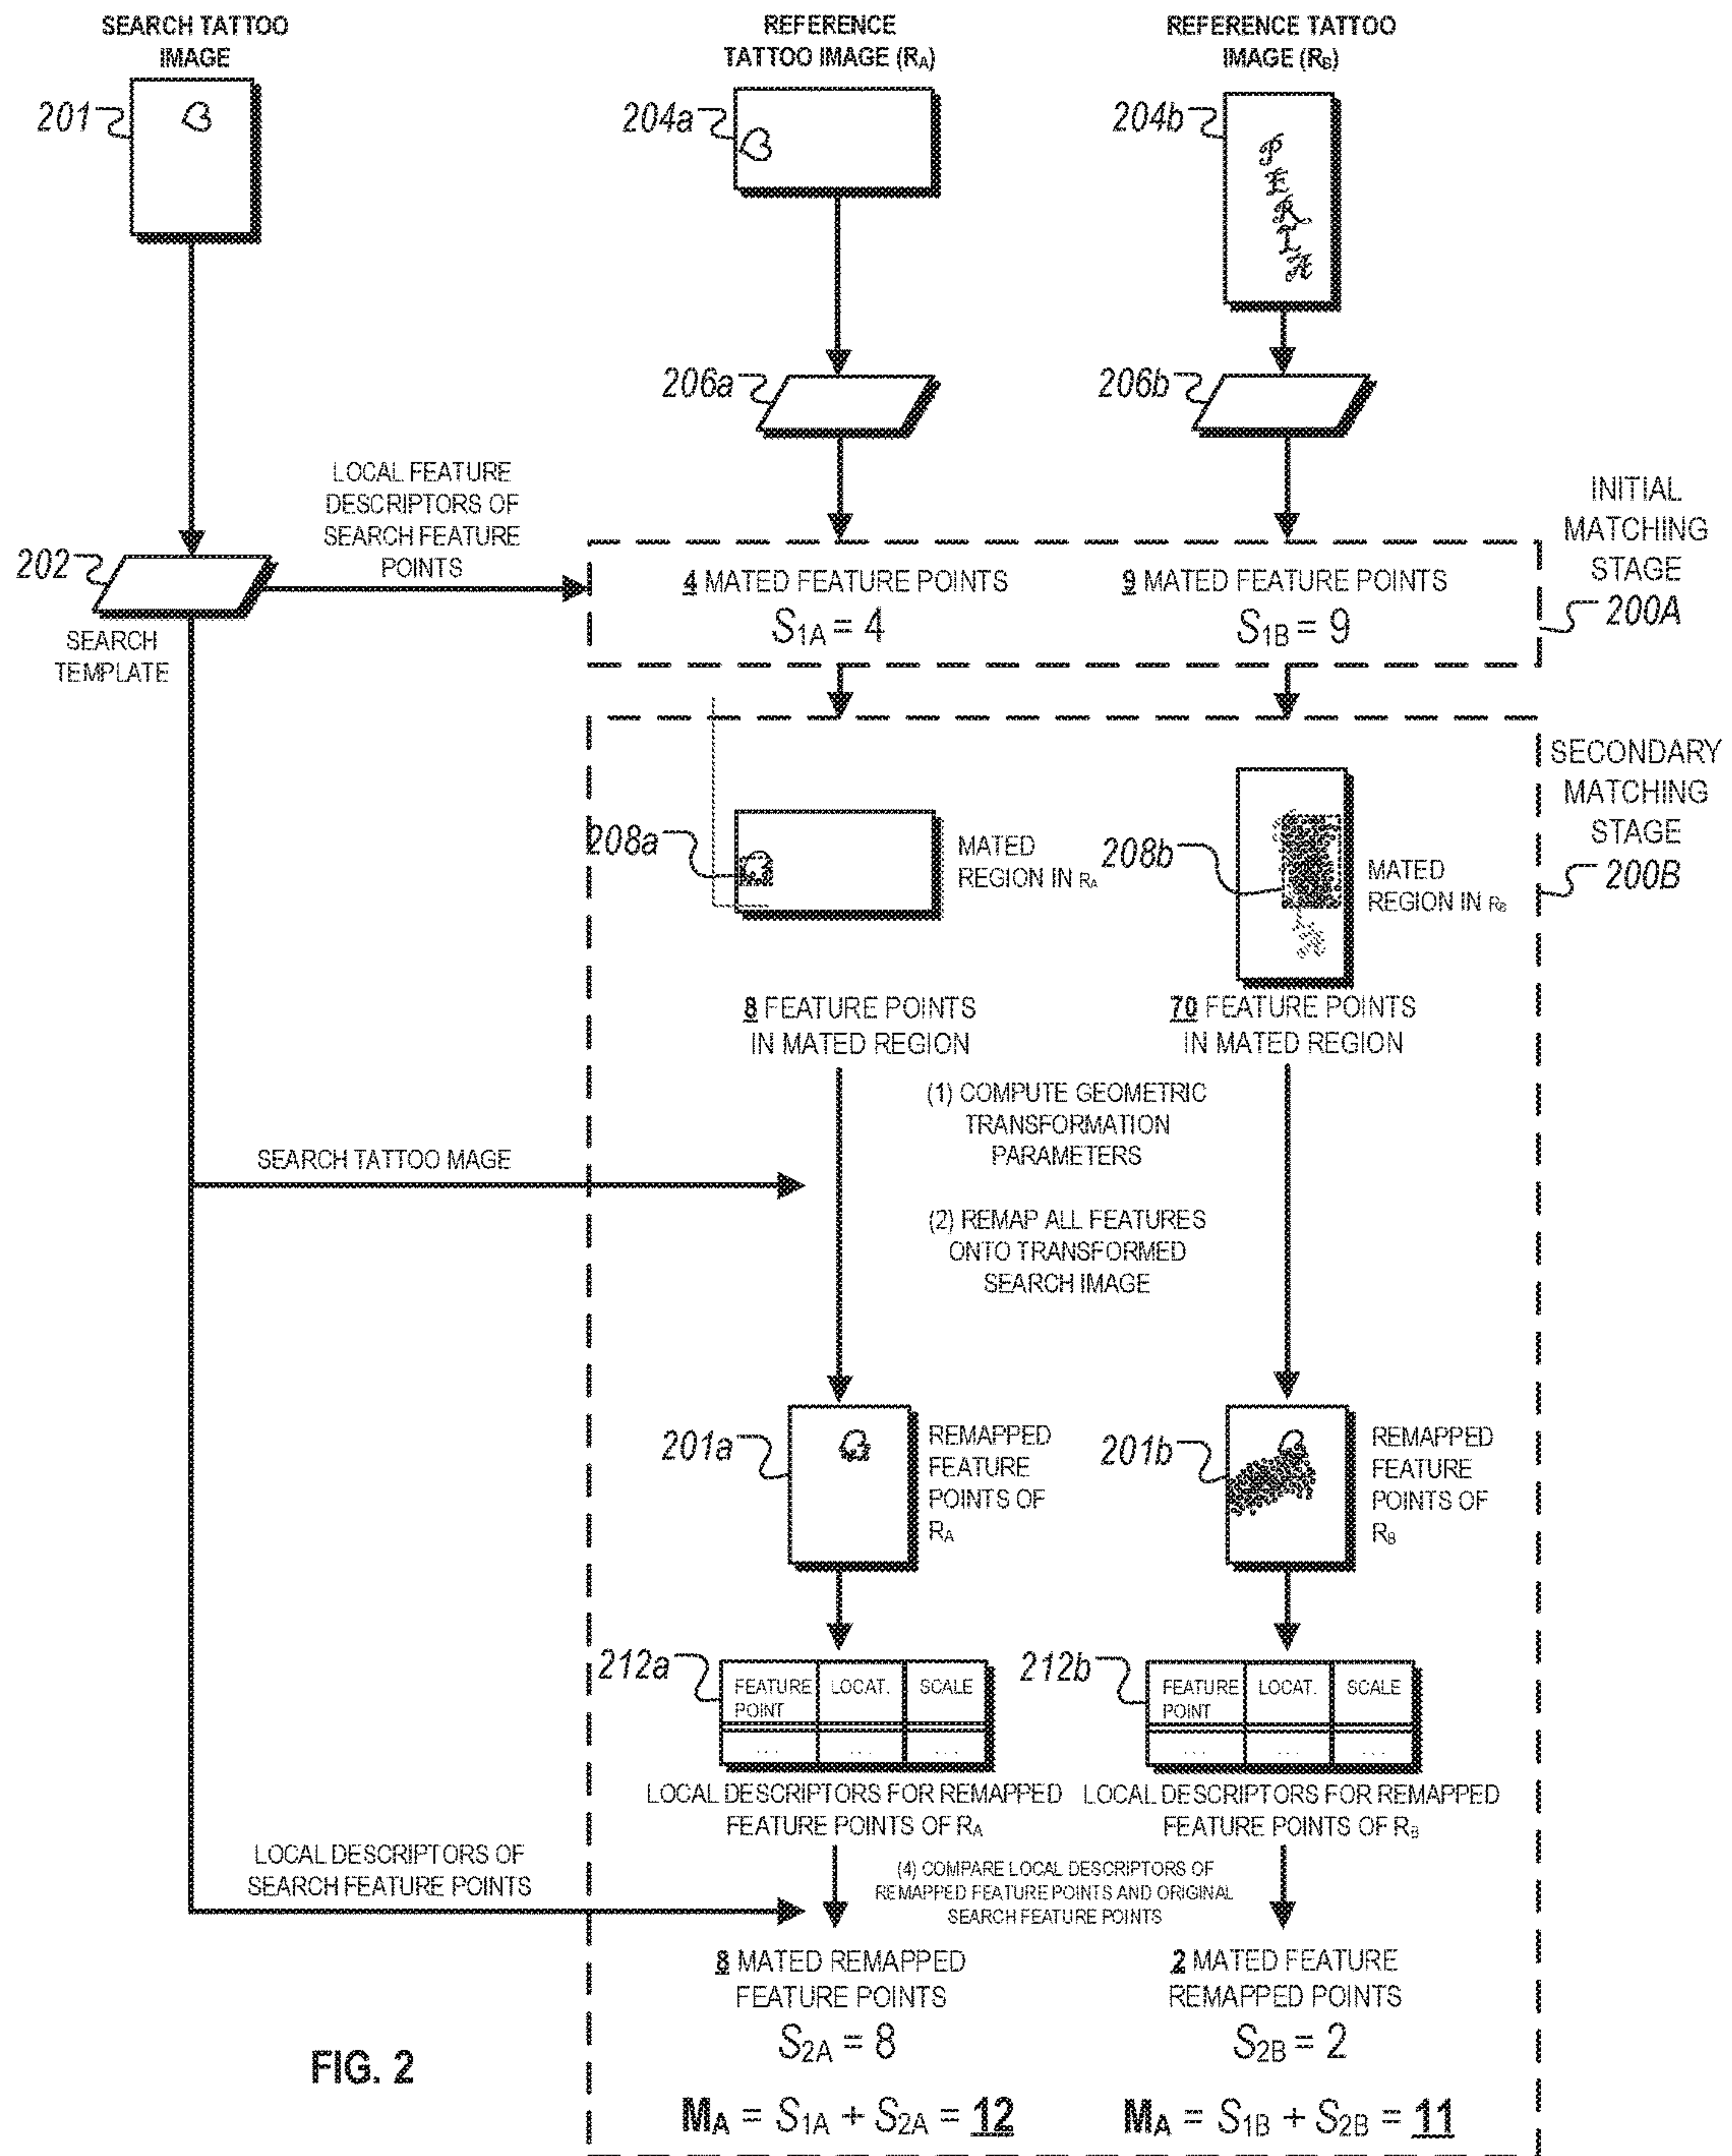 SEARCH TATTOO
IMAGE
REFERENCE
TATTOO IMAGE (RA)
REFERENCE TATTOO
IMAGE (RB)
201
204a
204b
P
E
R
L
A
206a
206b
LOCAL FEATURE
DESCRIPTORS OF
SEARCH FEATURE
POINTS
INITIAL
MATCHING
STAGE
200A
202
SEARCH
TEMPLATE
4 MATED FEATURE POINTS
S1A = 4
9 MATED FEATURE POINTS
S1B = 9
SECONDARY
MATCHING
STAGE
200B
208a
MATED
REGION IN RA
208b
MATED
REGION IN RB
8 FEATURE POINTS
IN MATED REGION
70 FEATURE POINTS
IN MATED REGION
(1) COMPUTE GEOMETRIC
TRANSFORMATION
PARAMETERS
SEARCH TATTOO MAGE
(2) REMAP ALL FEATURES
ONTO TRANSFORMED
SEARCH IMAGE
201a
REMAPPED
FEATURE
POINTS OF
RA
201b
REMAPPED
FEATURE
POINTS OF
RB
212a
FEATURE
POINT
LOCAT.
SCALE
... ... ...
212b
FEATURE
POINT
LOCAT.
SCALE
... ... ...
LOCAL DESCRIPTORS FOR REMAPPED
FEATURE POINTS OF RA
LOCAL DESCRIPTORS FOR REMAPPED
FEATURE POINTS OF RB
LOCAL DESCRIPTORS OF
SEARCH FEATURE POINTS
(4) COMPARE LOCAL DESCRIPTORS OF
REMAPPED FEATURE POINTS AND ORIGINAL
SEARCH FEATURE POINTS
8 MATED REMAPPED
FEATURE POINTS
S2A = 8
2 MATED FEATURE
REMAPPED POINTS
S2B = 2
FIG. 2
MA = S1A + S2A = 12
MA = S1B + S2B = 11